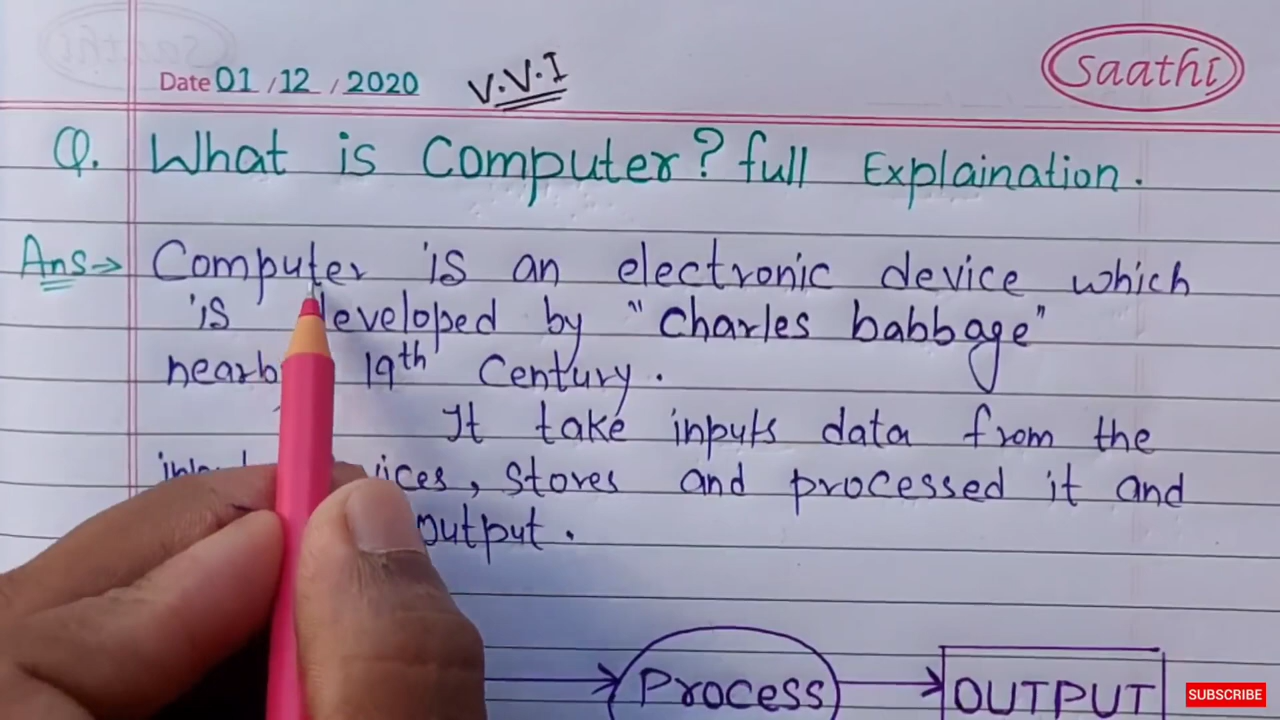 Saathi
Date 01 / 12 / 2020 V.V.I
Q. What is Computer? full Explaination.
Ans→ Computer is an electronic device which
is developed by "Charles babbage"
19th Century.
It take inputs data from the
stores and processed it and
output.
Process → OUTPUT
SUBSCRIBE